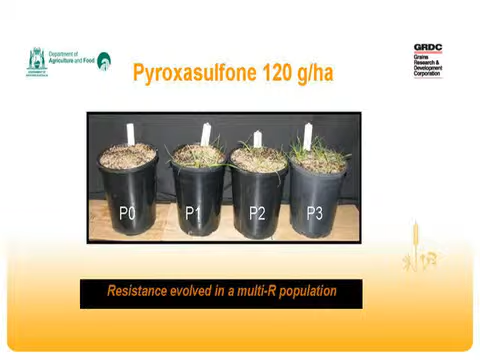 Department of
Agriculture and Food
GRDC
Grains
Research &
Development
Corporation
Pyroxasulfone 120 g/ha
P0
P1
P2
P3
Resistance evolved in a multi-R population